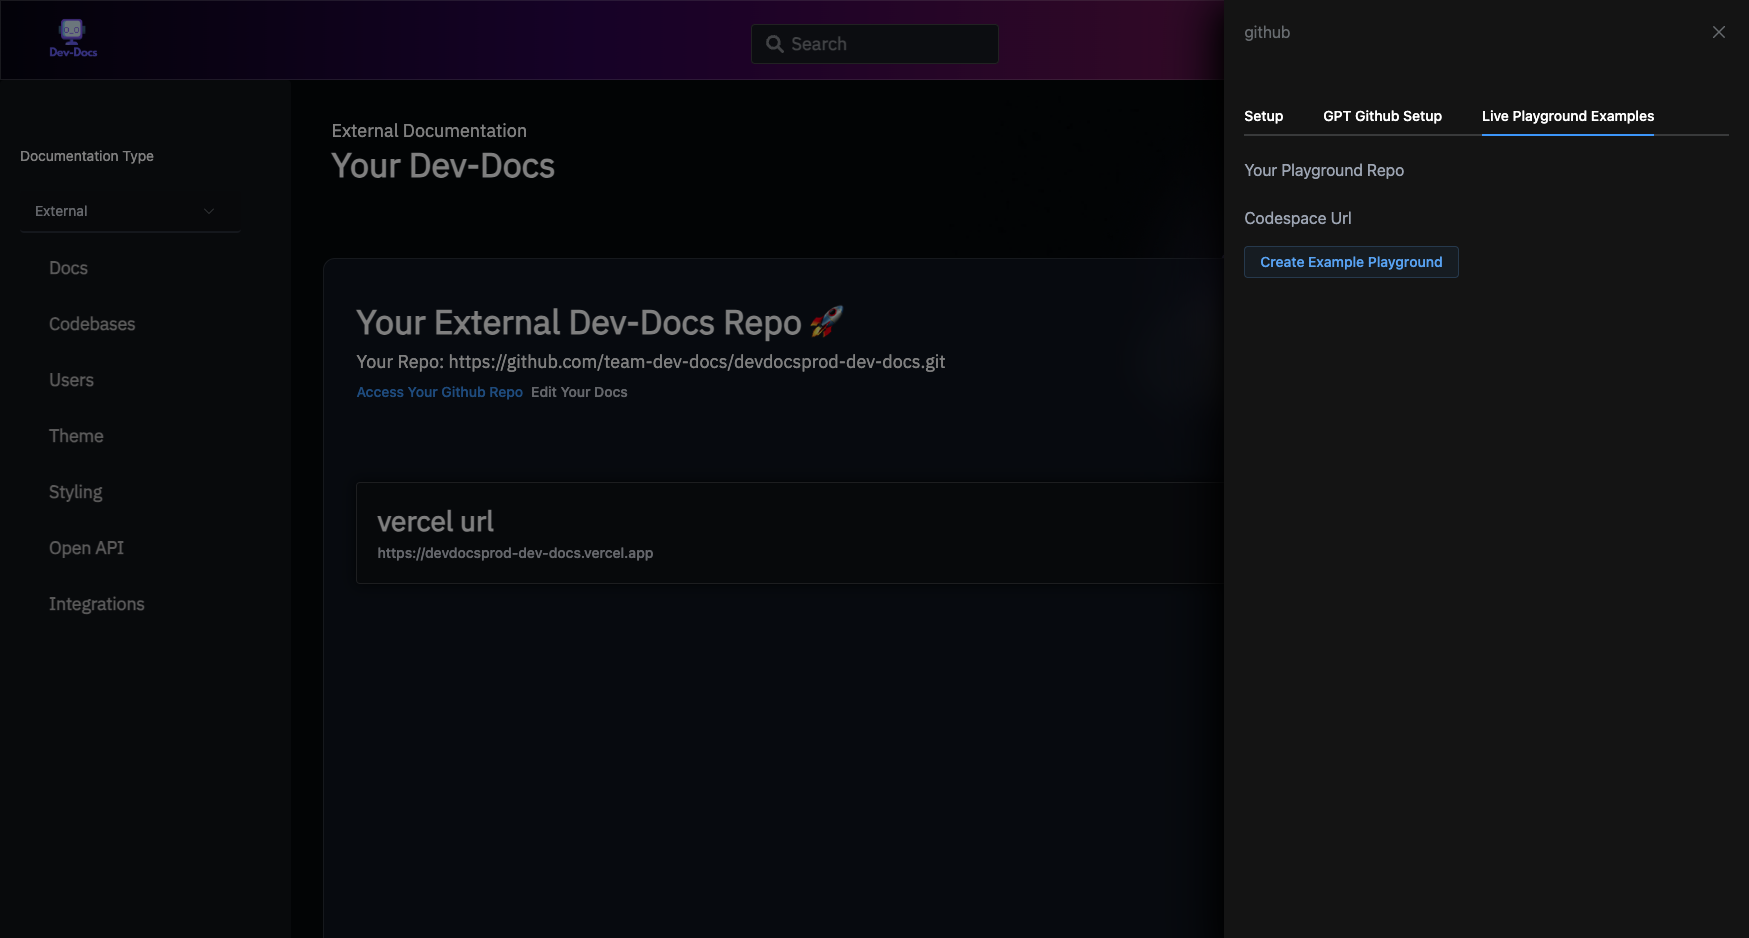 Dev-Docs
Search
Documentation Type
External
Docs
Codebases
Users
Theme
Styling
Open API
Integrations
External Documentation
Your Dev-Docs
Your External Dev-Docs Repo 🚀
Your Repo: https://github.com/team-dev-docs/devdocsprod-dev-docs.git
Access Your Github Repo Edit Your Docs
vercel url
https://devdocsprod-dev-docs.vercel.app
github
Setup GPT Github Setup Live Playground Examples
Your Playground Repo
Codespace Url
Create Example Playground